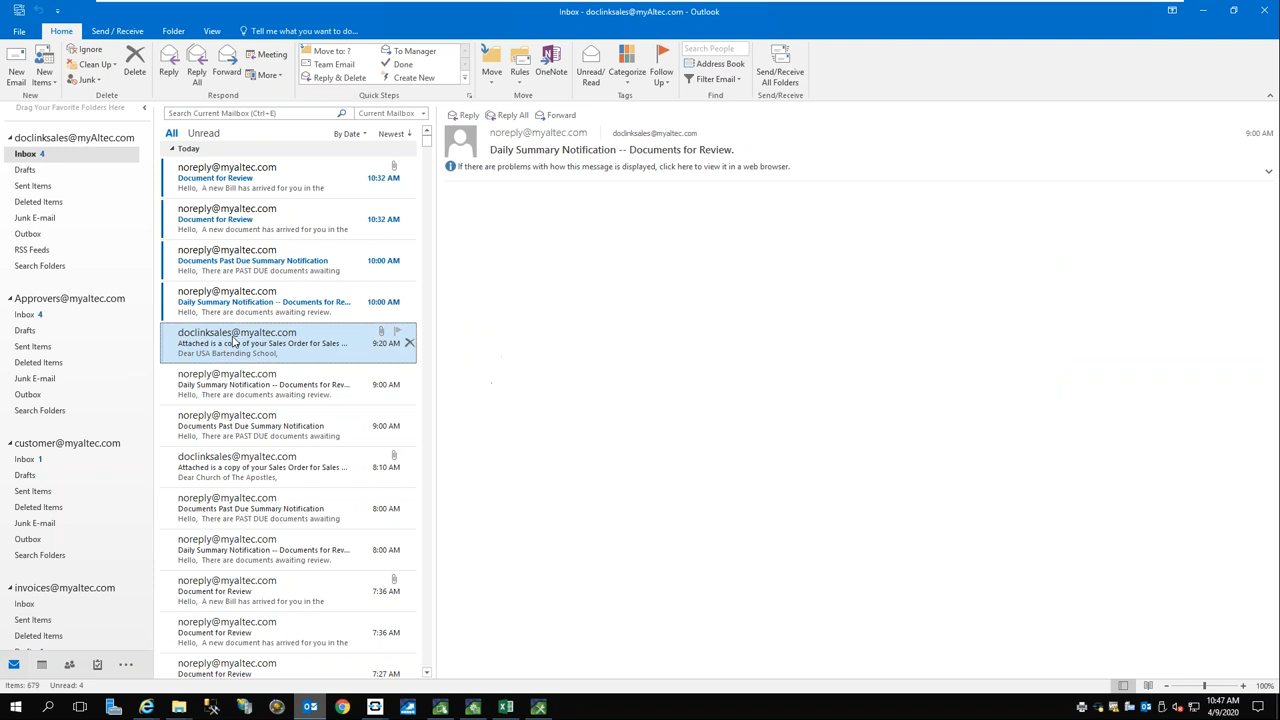 Inbox - doclinksales@myAltec.com - Outlook
File
Home
Send / Receive
Folder
View
Tell me what you want to do...
New Email
New Items
Ignore
Clean Up
Junk
Delete
Reply
Reply All
Forward
Meeting
More
Move to: ?
Team Email
Reply & Delete
To Manager
Done
Create New
Move
Rules
OneNote
Unread/ Read
Categorize
Follow Up
Search People
Address Book
Filter Email
Send/Receive All Folders
New
Delete
Respond
Quick Steps
Move
Tags
Find
Send/Receive
Drag Your Favorite Folders Here
doclinksales@myAltec.com
Inbox 4
Drafts
Sent Items
Deleted Items
Junk E-mail
Outbox
RSS Feeds
Search Folders
Approvers@myaltec.com
Inbox 4
Drafts
Sent Items
Deleted Items
Junk E-mail
Outbox
Search Folders
customer@myaltec.com
Inbox 1
Drafts
Sent Items
Deleted Items
Junk E-mail
Outbox
Search Folders
invoices@myaltec.com
Inbox
Sent Items
Deleted Items
Search Current Mailbox (Ctrl+E)
Current Mailbox
All Unread
By Date Newest
Today
noreply@myaltec.com
Document for Review 10:32 AM
Hello, A new Bill has arrived for you in the
noreply@myaltec.com
Document for Review 10:32 AM
Hello, A new document has arrived for you in the
noreply@myaltec.com
Documents Past Due Summary Notification 10:00 AM
Hello, There are PAST DUE documents awaiting
noreply@myaltec.com
Daily Summary Notification -- Documents for Re... 10:00 AM
Hello, There are documents awaiting review.
doclinksales@myaltec.com
Attached is a copy of your Sales Order for Sales ... 9:20 AM
Dear USA Bartending School,
noreply@myaltec.com
Daily Summary Notification -- Documents for Rev... 9:00 AM
Hello, There are documents awaiting review.
noreply@myaltec.com
Documents Past Due Summary Notification 9:00 AM
Hello, There are PAST DUE documents awaiting
doclinksales@myaltec.com
Attached is a copy of your Sales Order for Sales ... 8:10 AM
Dear Church of The Apostles,
noreply@myaltec.com
Documents Past Due Summary Notification 8:00 AM
Hello, There are PAST DUE documents awaiting
noreply@myaltec.com
Daily Summary Notification -- Documents for Rev... 8:00 AM
Hello, There are documents awaiting review.
noreply@myaltec.com
Document for Review 7:36 AM
Hello, A new Bill has arrived for you in the
noreply@myaltec.com
Document for Review 7:36 AM
Hello, A new document has arrived for you in the
noreply@myaltec.com
Document for Review 7:27 AM
Reply Reply All Forward
noreply@myaltec.com doclinksales@myaltec.com 9:00 AM
Daily Summary Notification -- Documents for Review.
If there are problems with how this message is displayed, click here to view it in a web browser.
Items: 679 Unread: 4
100%
10:47 AM
4/9/2020